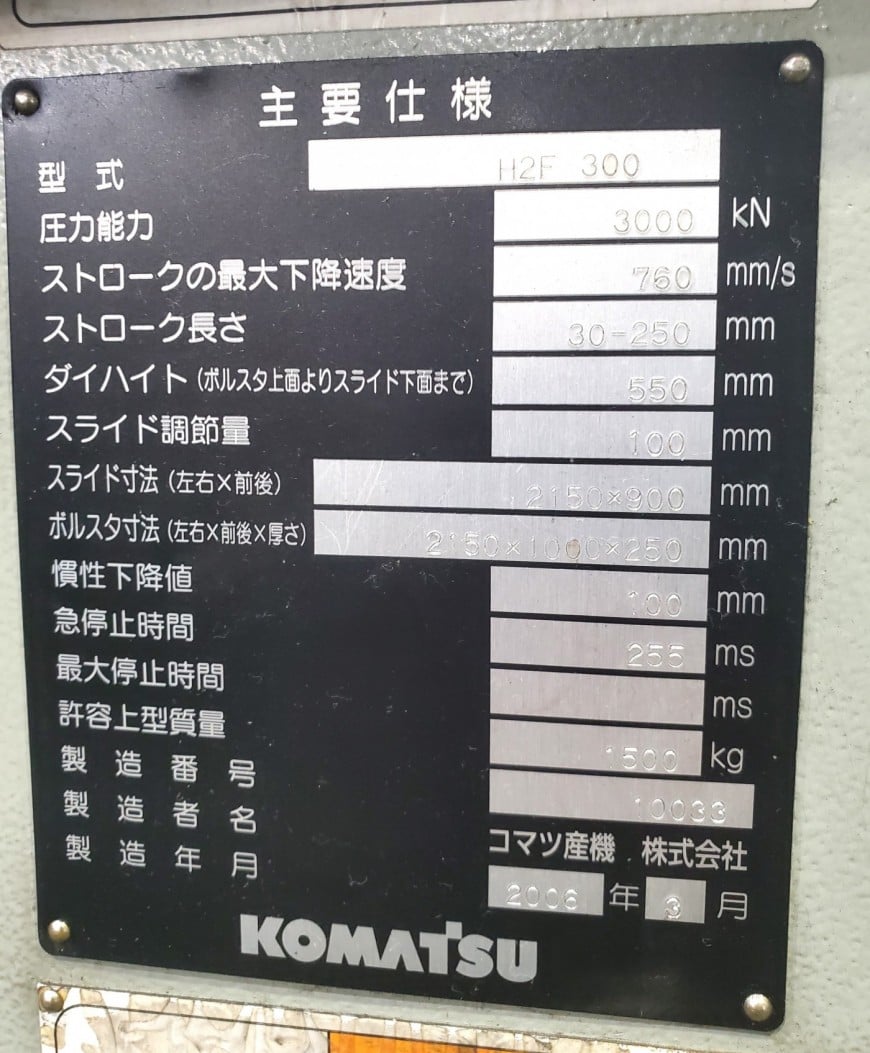 主要仕様
型式 H2F 300
圧力能力 3000 kN
ストロークの最大下降速度 760 mm/s
ストローク長さ 30-250 mm
ダイハイト（ボルスタ上面よりスライド下面まで） 550 mm
スライド調節量 100 mm
スライド寸法（左右×前後） 2150×900 mm
ボルスタ寸法（左右×前後×厚さ） 2150×1000×250 mm
慣性下降値 100 mm
急停止時間 255 ms
最大停止時間 ms
許容上型質量 1500 kg
製造番号 10033
製造者名 コマツ産機 株式会社
製造年月 2006 年 3 月
KOMATSU